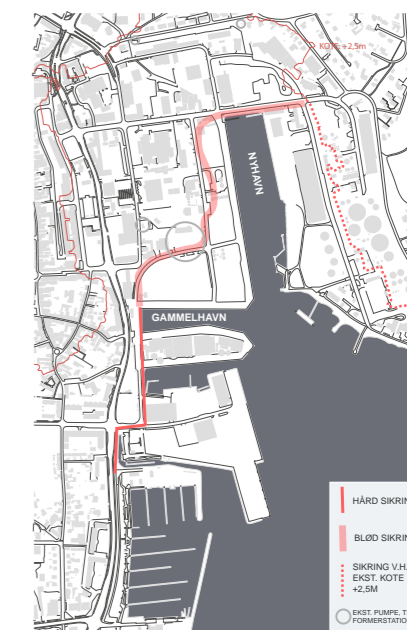 KOTE +2,5m
NYHAVN
GAMMELHAVN
HÅRD SIKRIN
BLØD SIKRIN
SIKRING V.H.
EKST. KOTE
+2,5M
EKST. PUMPE, T
FORMERSTATIO